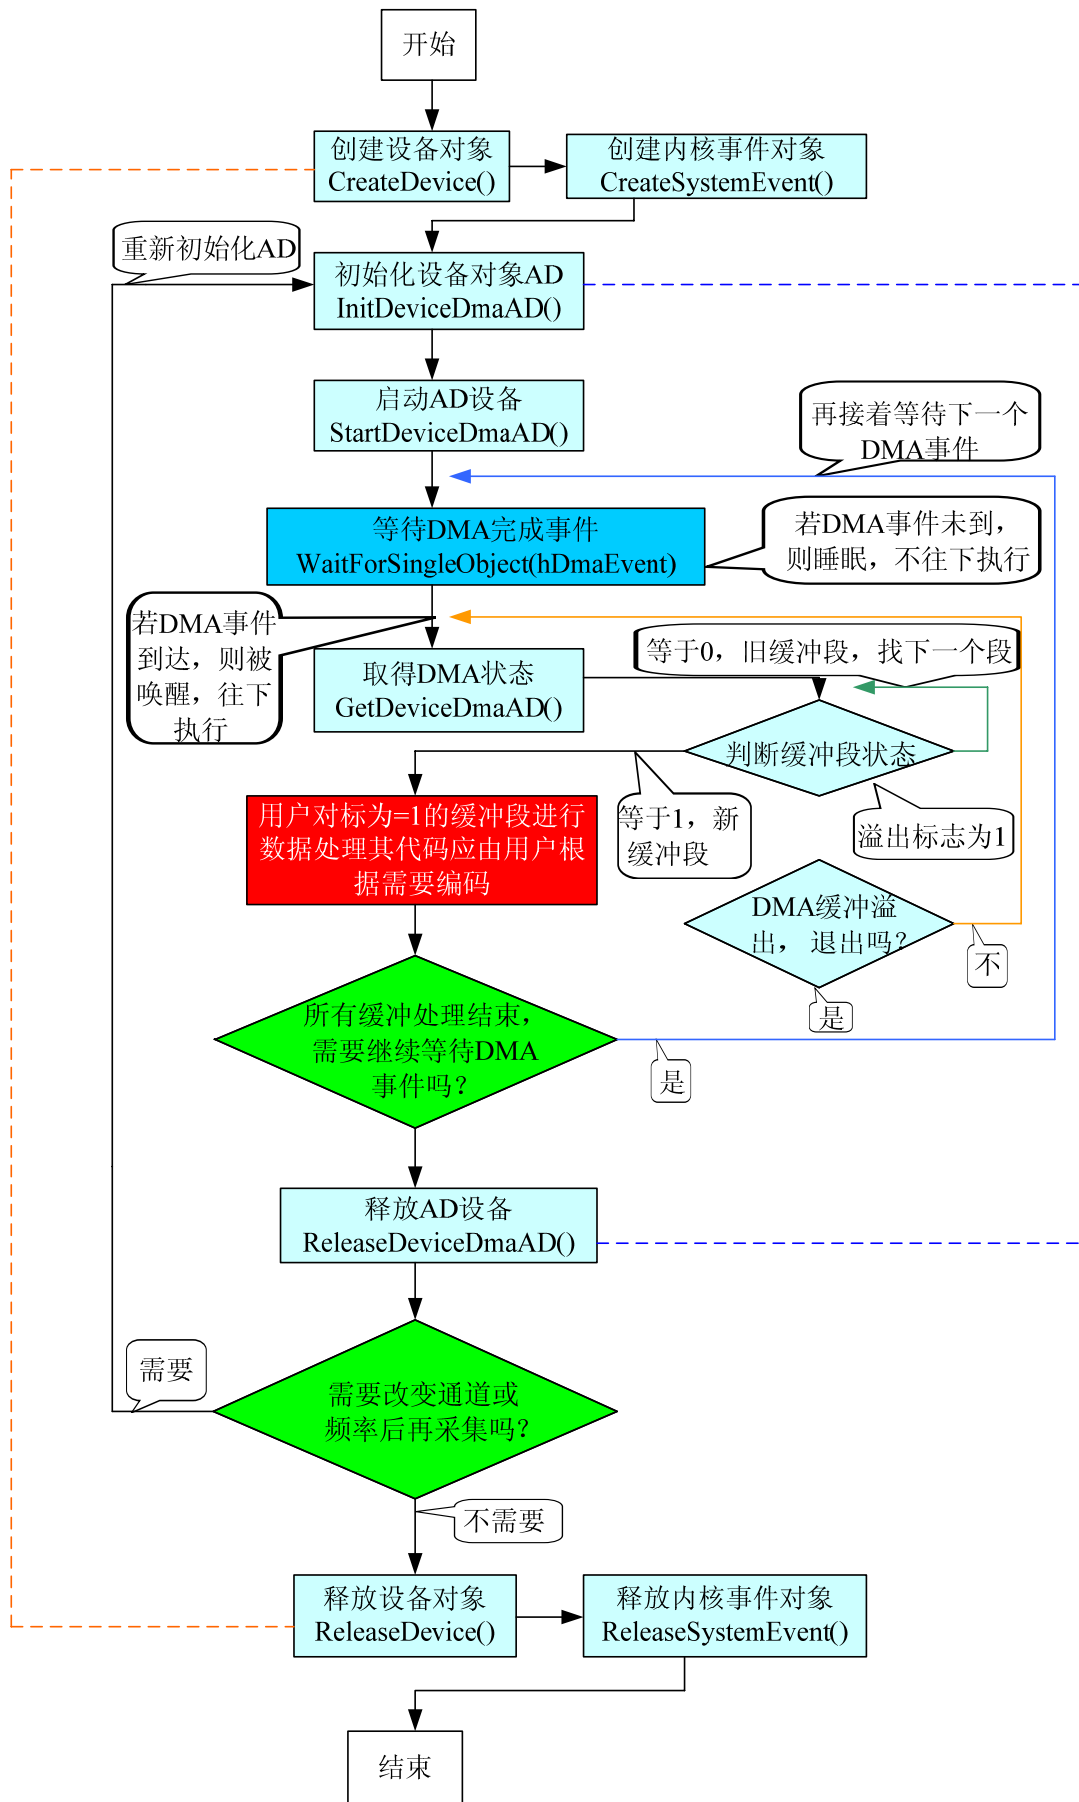 开始
创建设备对象
CreateDevice()
创建内核事件对象
CreateSystemEvent()
重新初始化AD
初始化设备对象AD
InitDeviceDmaAD()
启动AD设备
StartDeviceDmaAD()
再接着等待下一个
DMA事件
等待DMA完成事件
WaitForSingleObject(hDmaEvent)
若DMA事件未到，
则睡眠，不往下执行
若DMA事件
到达，则被
唤醒，往下
执行
取得DMA状态
GetDeviceDmaAD()
等于0，旧缓冲段，找下一个段
判断缓冲段状态
等于1，新
缓冲段
溢出标志为1
用户对标为=1的缓冲段进行
数据处理其代码应由用户根
据需要编码
DMA缓冲溢
出，退出吗？
不
是
所有缓冲处理结束，
需要继续等待DMA
事件吗？
是
释放AD设备
ReleaseDeviceDmaAD()
需要
需要改变通道或
频率后再采集吗？
不需要
释放设备对象
ReleaseDevice()
释放内核事件对象
ReleaseSystemEvent()
结束